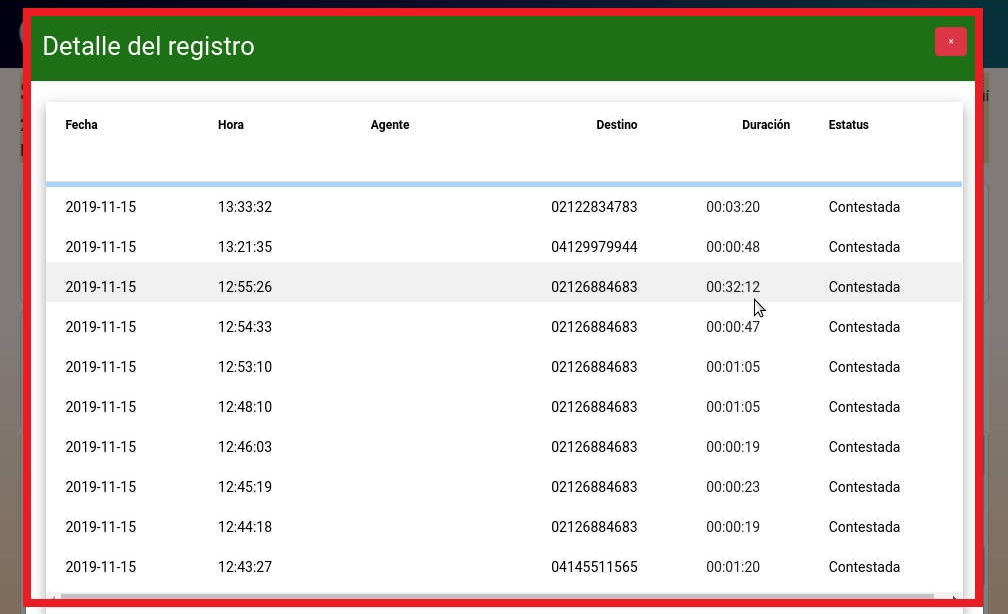 Detalle del registro
×
Fecha Hora Agente Destino Duración Estatus
2019-11-15 13:33:32 02122834783 00:03:20 Contestada
2019-11-15 13:21:35 04129979944 00:00:48 Contestada
2019-11-15 12:55:26 02126884683 00:32:12 Contestada
2019-11-15 12:54:33 02126884683 00:00:47 Contestada
2019-11-15 12:53:10 02126884683 00:01:05 Contestada
2019-11-15 12:48:10 02126884683 00:01:05 Contestada
2019-11-15 12:46:03 02126884683 00:00:19 Contestada
2019-11-15 12:45:19 02126884683 00:00:23 Contestada
2019-11-15 12:44:18 02126884683 00:00:19 Contestada
2019-11-15 12:43:27 04145511565 00:01:20 Contestada